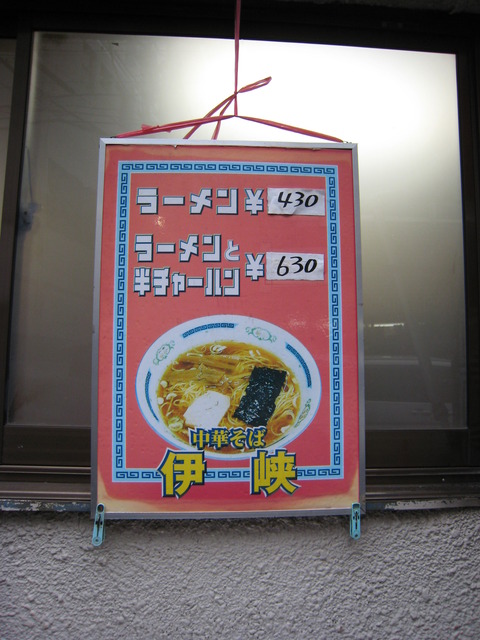 ラーメン ¥ 430
ラーメンと
半チャーハン ¥ 630
中華そば
伊峡